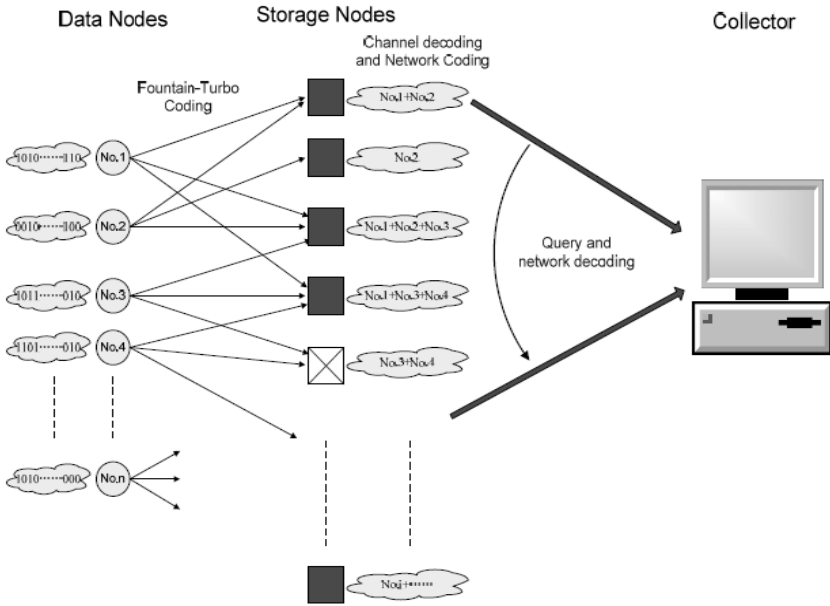 Data Nodes
Storage Nodes
Collector
Channel decoding
and Network Coding
Fountain-Turbo
Coding
No.1+No.2
1010······110
No.1
No.2
0010······100
No.2
No.1+No.2+No.3
Query and
network decoding
1011······010
No.3
No.1+No.3+No.4
1101······010
No.4
No.3+No.4
1010······000
No.n
No.i+······